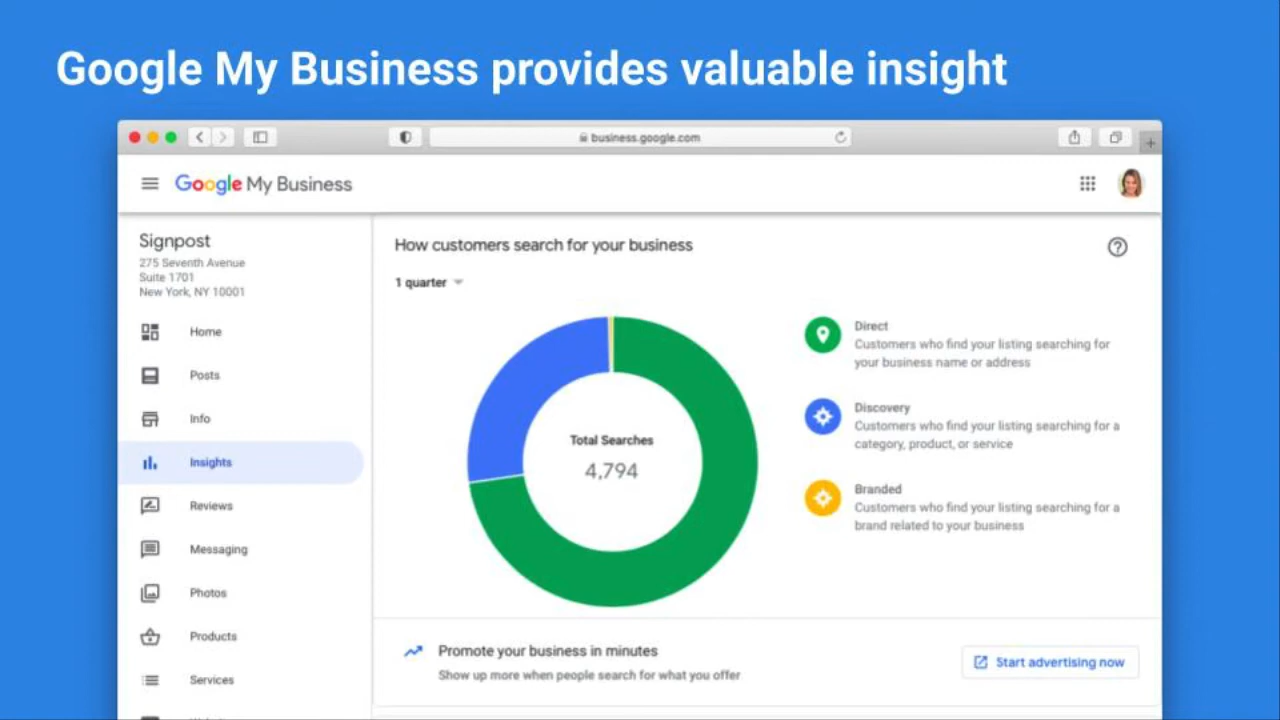 Google My Business provides valuable insight
business.google.com
Google My Business
Signpost
275 Seventh Avenue
Suite 1701
New York, NY 10001
Home
Posts
Info
Insights
Reviews
Messaging
Photos
Products
Services
How customers search for your business
1 quarter
Total Searches
4,794
Direct
Customers who find your listing searching for
your business name or address
Discovery
Customers who find your listing searching for a
category, product, or service
Branded
Customers who find your listing searching for a
brand related to your business
Promote your business in minutes
Show up more when people search for what you offer
Start advertising now